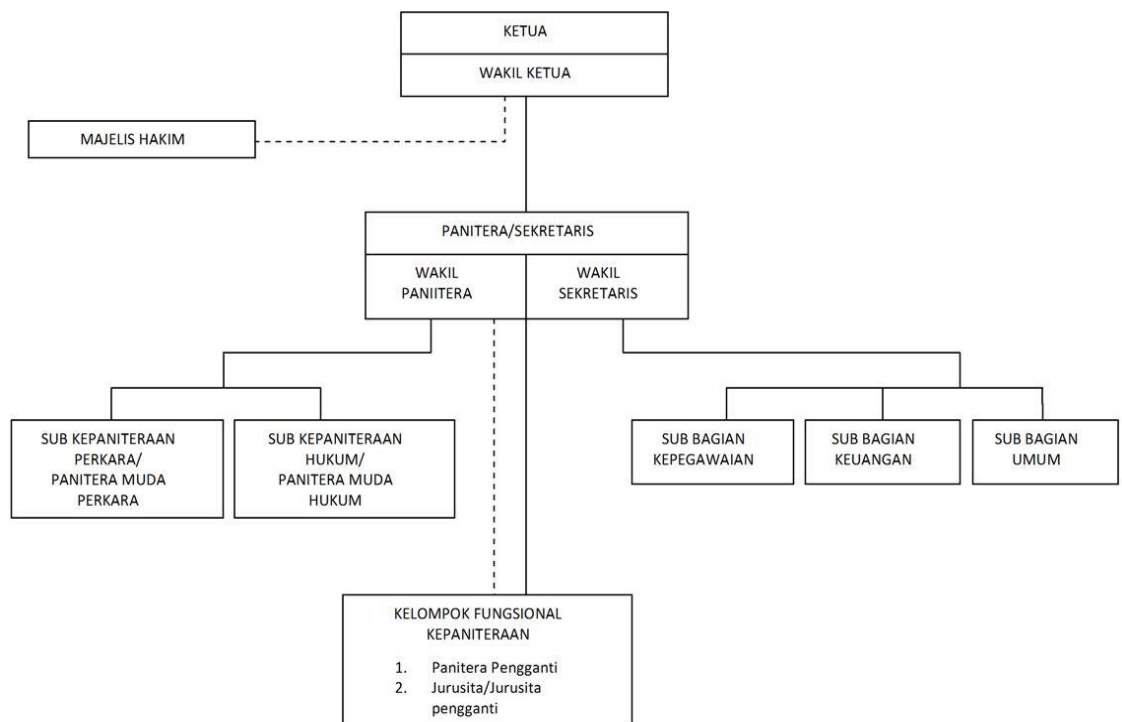 KETUA
WAKIL KETUA
MAJELIS HAKIM
PANITERA/SEKRETARIS
WAKIL
PANIITERA
WAKIL
SEKRETARIS
SUB KEPANITERAAN
PERKARA/
PANITERA MUDA
PERKARA
SUB KEPANITERAAN
HUKUM/
PANITERA MUDA
HUKUM
SUB BAGIAN
KEPEGAWAIAN
SUB BAGIAN
KEUANGAN
SUB BAGIAN
UMUM
KELOMPOK FUNGSIONAL
KEPANITERAAN
1. Panitera Pengganti
2. Jurusita/Jurusita
pengganti